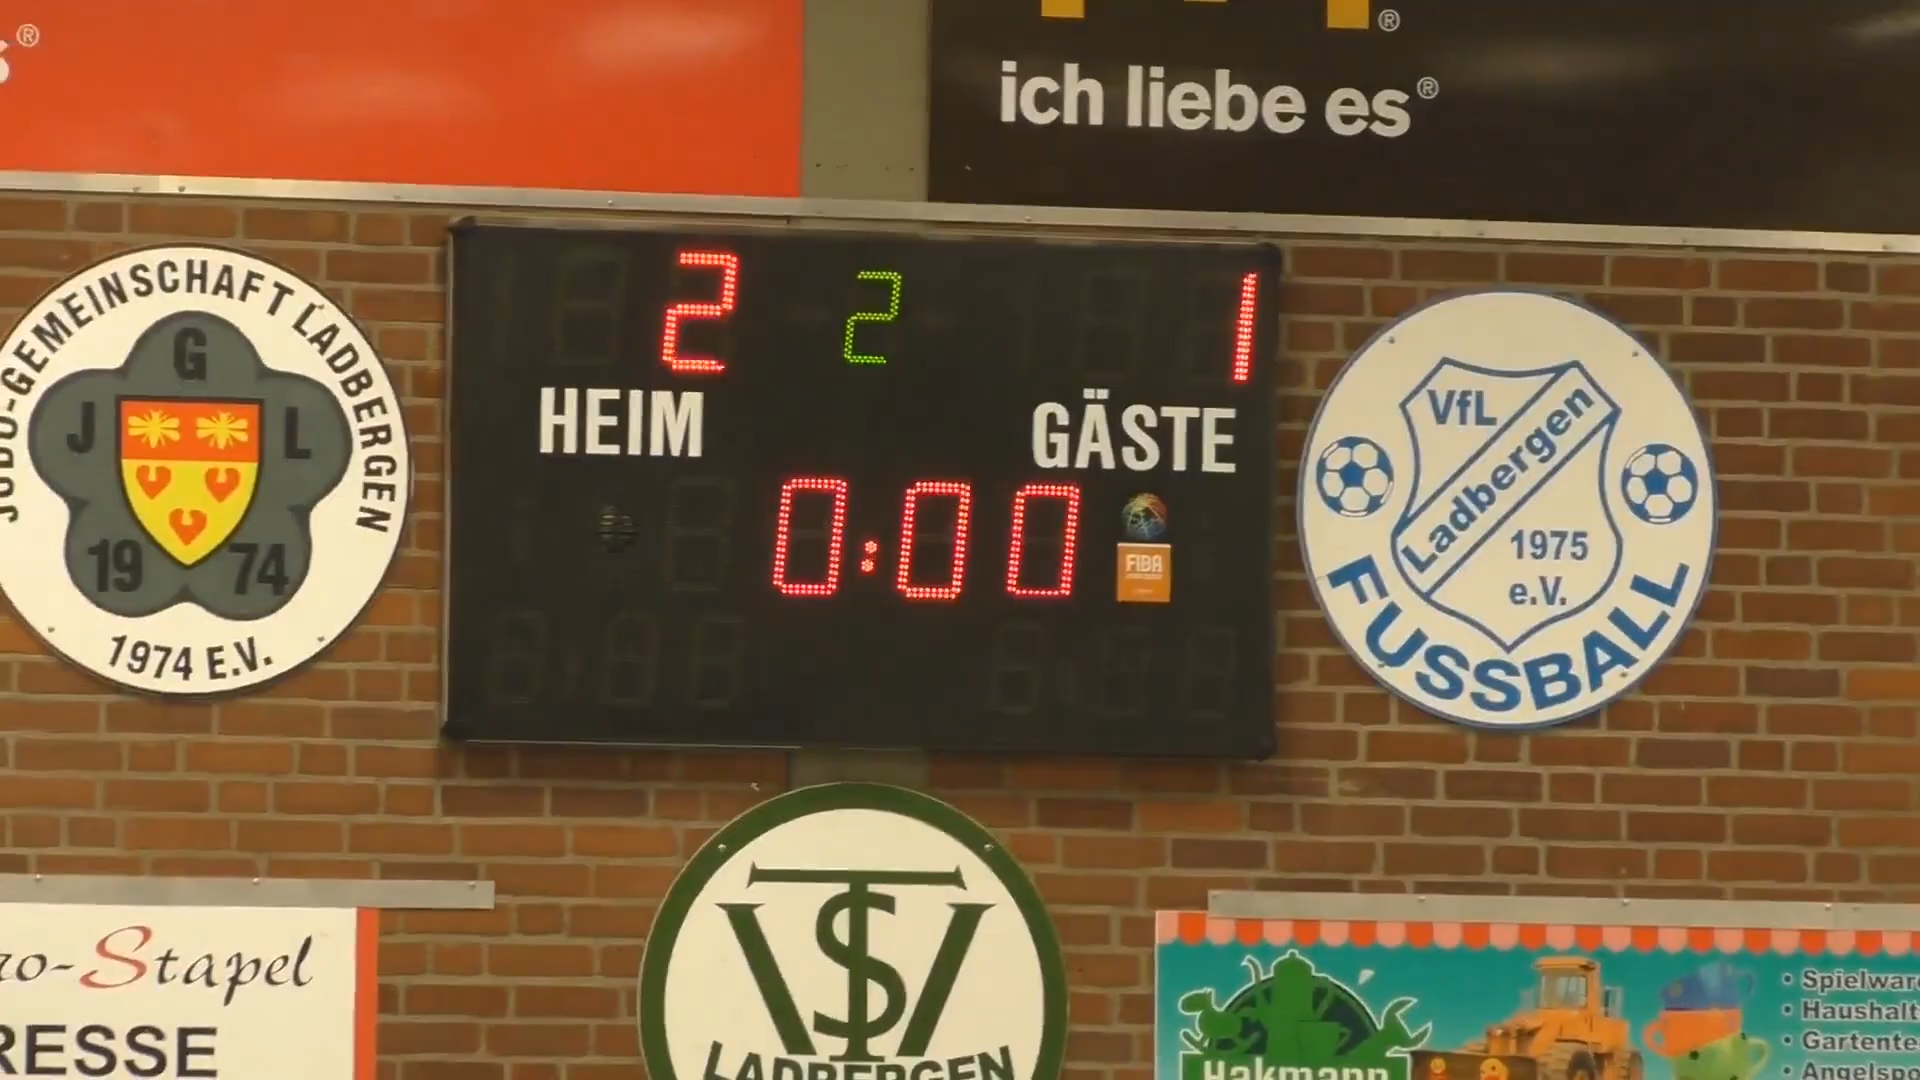 ®
ich liebe es®
JUDO-GEMEINSCHAFT LADBERGEN
G
J L
19 74
1974 E.V.
2 2 1
HEIM GÄSTE
0:00
FIBA
VfL
Ladbergen
1975
e.V.
FUSSBALL
TSV
LADBERGEN
Stapel
Hakmann
• Spielwar
• Haushalt
• Gartente
• Angelspo